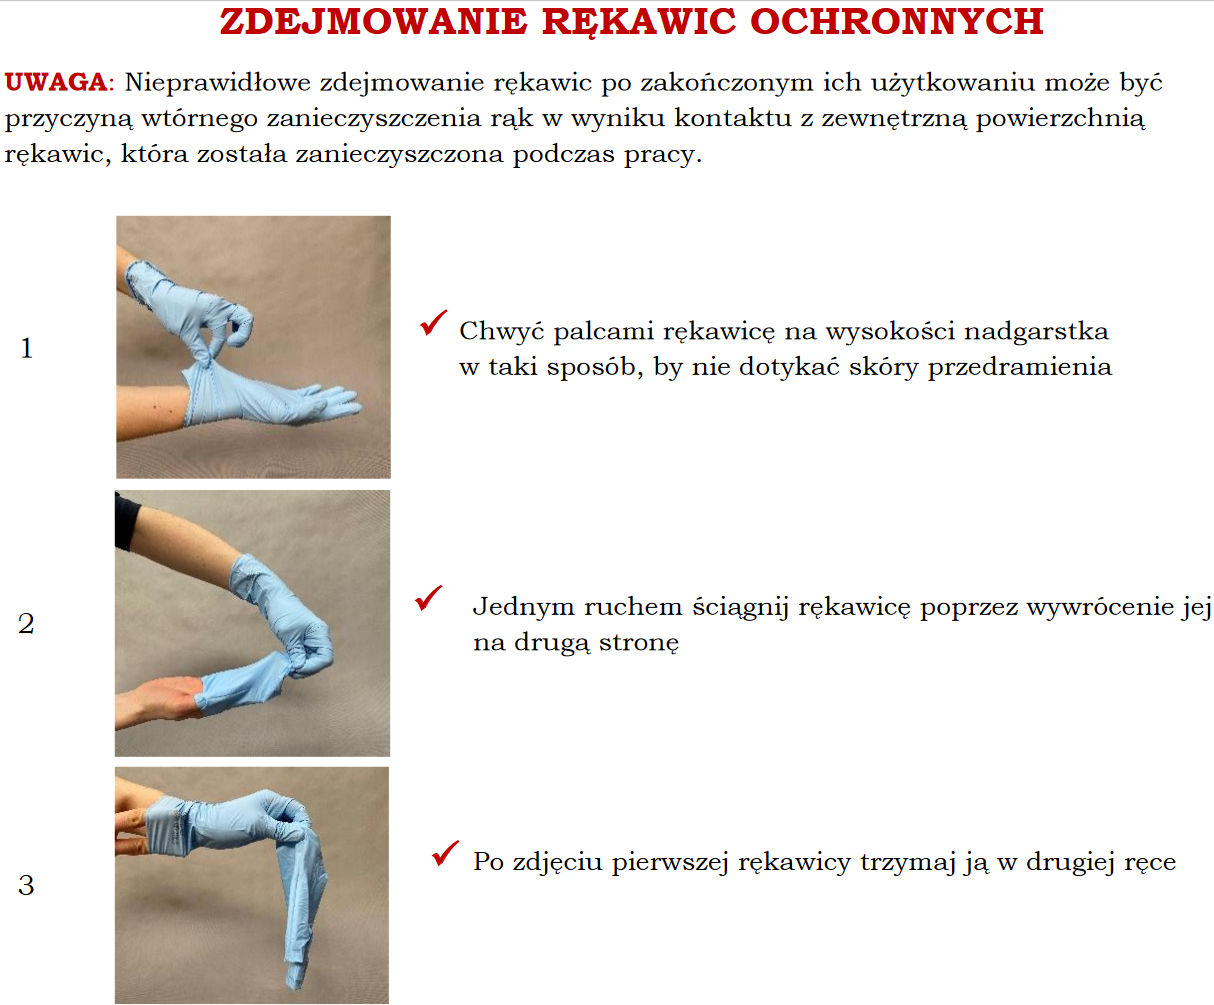 ZDEJMOWANIE RĘKAWIC OCHRONNYCH
UWAGA: Nieprawidłowe zdejmowanie rękawic po zakończonym ich użytkowaniu może być
przyczyną wtórnego zanieczyszczenia rąk w wyniku kontaktu z zewnętrzną powierzchnią
rękawic, która została zanieczyszczona podczas pracy.
1
Chwyć palcami rękawicę na wysokości nadgarstka
w taki sposób, by nie dotykać skóry przedramienia
2
Jednym ruchem ściągnij rękawicę poprzez wywrócenie jej
na drugą stronę
3
Po zdjęciu pierwszej rękawicy trzymaj ją w drugiej ręce